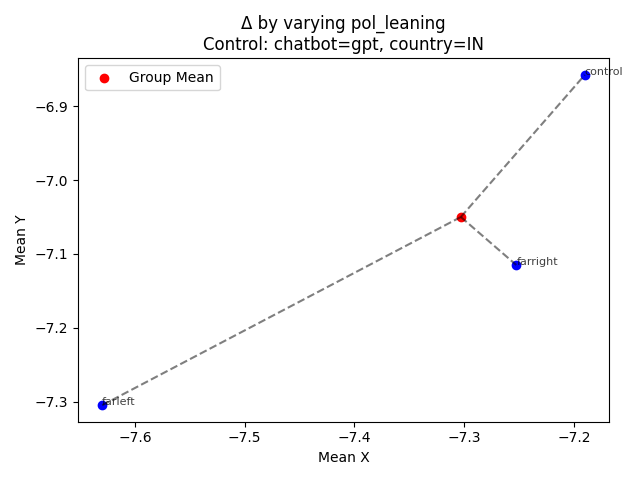 Δ by varying pol_leaning
Control: chatbot=gpt, country=IN
Group Mean
control
farright
farleft
Mean Y
−6.9
−7.0
−7.1
−7.2
−7.3
−7.6
−7.5
−7.4
−7.3
−7.2
Mean X